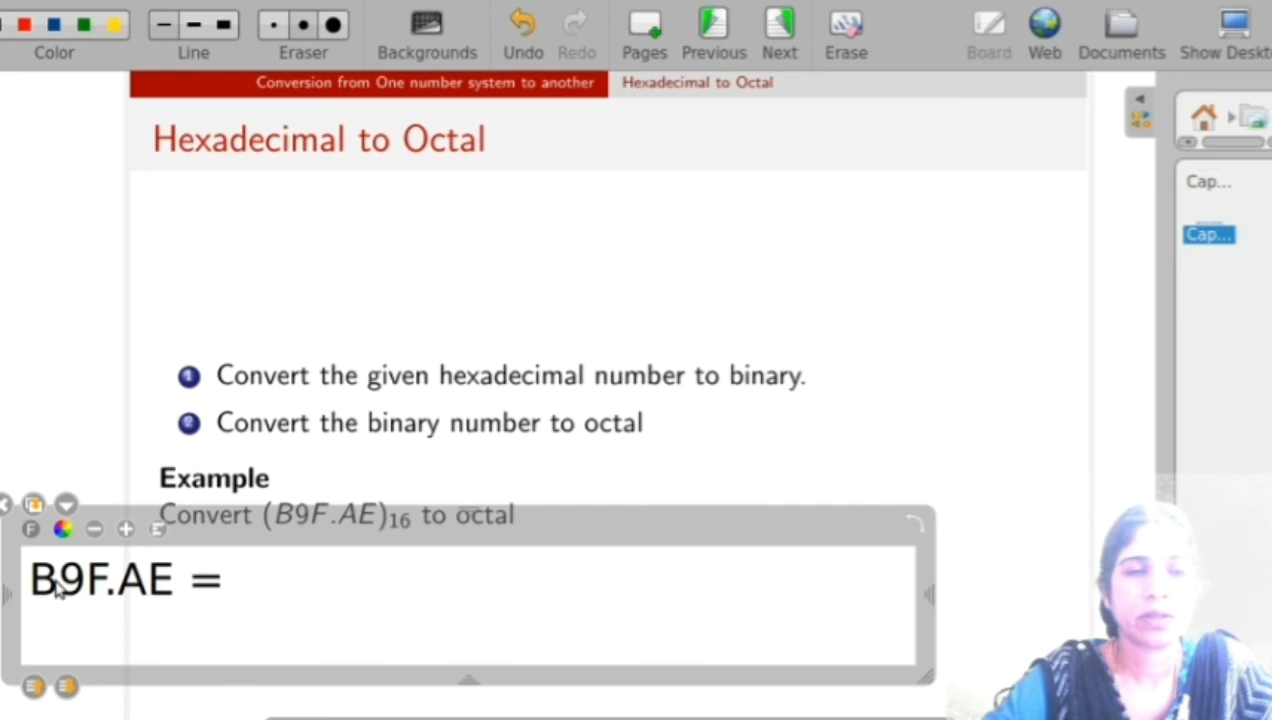 Color Line Eraser Backgrounds Undo Redo Pages Previous Next Erase Board Web Documents Show Deskt
Conversion from One number system to another Hexadecimal to Octal
Hexadecimal to Octal
Cap...
Cap...
1 Convert the given hexadecimal number to binary.
2 Convert the binary number to octal
Example
Convert (B9F.AE)16 to octal
B9F.AE =